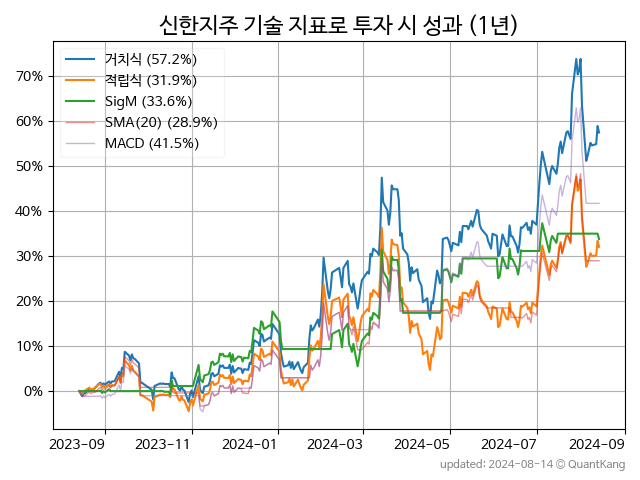 신한지주 기술 지표로 투자 시 성과 (1년)
거치식 (57.2%)
적립식 (31.9%)
SigM (33.6%)
SMA(20) (28.9%)
MACD (41.5%)
70%
60%
50%
40%
30%
20%
10%
0%
2023-09 2023-11 2024-01 2024-03 2024-05 2024-07 2024-09
updated: 2024-08-14 © QuantKang